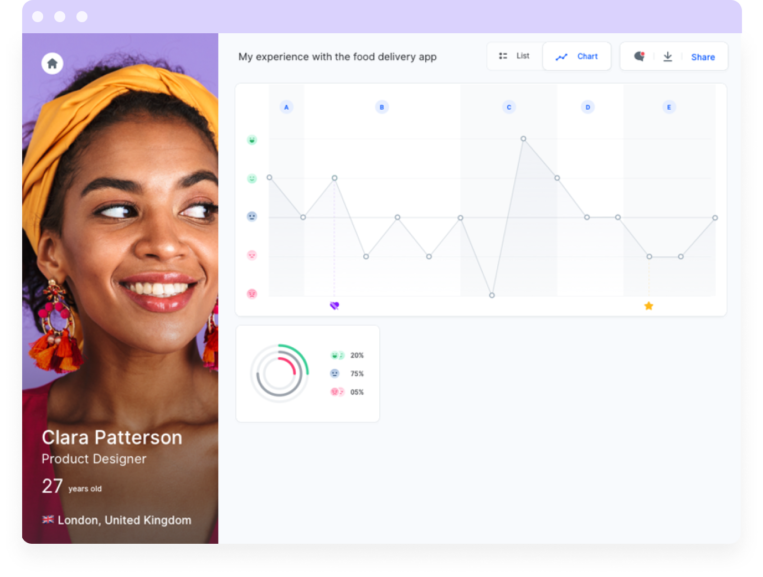 My experience with the food delivery app
List
Chart
Share
A
B
C
D
E
20%
75%
05%
Clara Patterson
Product Designer
27 years old
London, United Kingdom